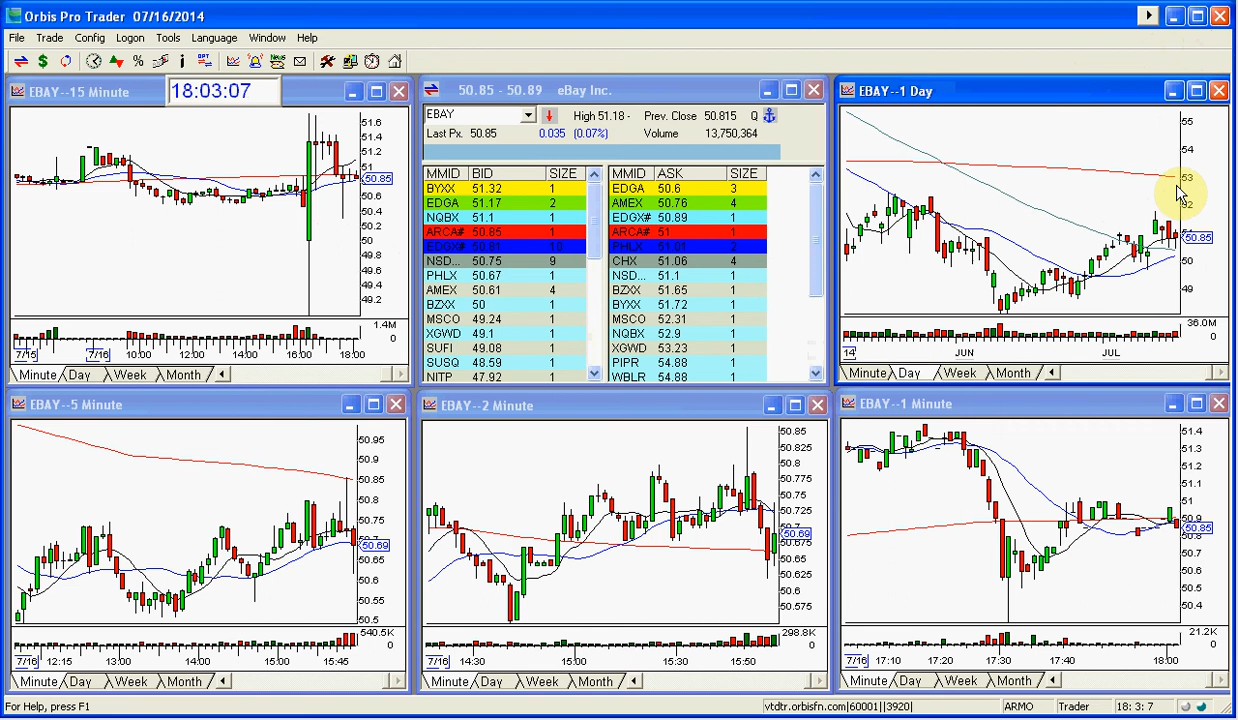 Orbis Pro Trader 07/16/2014
File Trade Config Logon Tools Language Window Help
EBAY--15 Minute
18:03:07
51.6
51.4
51.2
51
50.85
50.6
50.4
50.2
50
49.8
49.6
49.4
49.2
1.4M
0
7/15 7/16 10:00 12:00 14:00 16:00 18:00
Minute Day Week Month
50.85 - 50.89 eBay Inc.
EBAY High 51.18 - Prev. Close 50.815 Q
Last Px. 50.85 0.035 (0.07%) Volume 13,750,364
MMID BID SIZE MMID ASK SIZE
BYXX 51.32 1 EDGA 50.6 3
EDGA 51.17 2 AMEX 50.76 4
NQBX 51.1 1 EDGX# 50.89 1
ARCA# 50.85 1 ARCA# 51 1
EDGX# 50.81 10 PHLX 51.01 2
NSD... 50.75 9 CHX 51.06 4
PHLX 50.67 1 NSD... 51.1 1
AMEX 50.61 4 BZXX 51.65 1
BZXX 50 1 BYXX 51.72 1
MSCO 49.24 1 MSCO 52.31 1
XGWD 49.1 1 NQBX 52.9 1
SUFI 49.08 1 XGWD 53.23 1
SUSQ 48.59 1 PIPR 54.88 1
NITP 47.92 1 WBLR 54.88 1
EBAY--1 Day
55
54
53
52
51
50.85
50
49
36.0M
0
14 JUN JUL
Minute Day Week Month
EBAY--5 Minute
50.95
50.9
50.85
50.8
50.75
50.69
50.65
50.6
50.55
540.5K
0
7/16 12:15 13:00 14:00 15:00 15:45
Minute Day Week Month
EBAY--2 Minute
50.85
50.825
50.8
50.775
50.75
50.725
50.69
50.65
50.625
50.6
50.575
298.8K
0
7/16 14:30 15:00 15:30 15:50
Minute Day Week Month
EBAY--1 Minute
51.4
51.3
51.2
51.1
51
50.9
50.85
50.8
50.7
50.6
50.5
50.4
21.2K
0
7/16 17:10 17:20 17:30 17:40 18:00
Minute Day Week Month
For Help, press F1
vtdtr.orbisfn.com|60001||3920| ARMO Trader 18: 3: 7